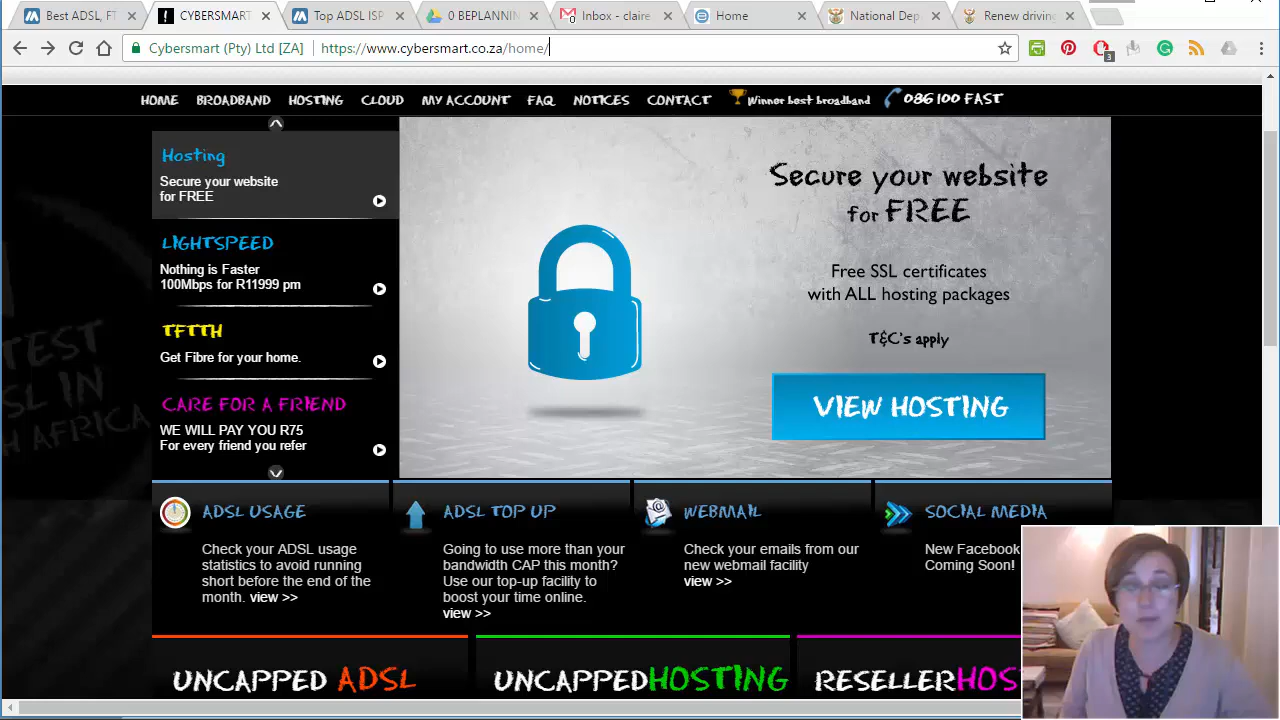 Best ADSL, FT
CYBERSMART
Top ADSL ISP
0 BEPLANNIN
Inbox - claire
Home
National Dep
Renew drivin
Cybersmart (Pty) Ltd [ZA]
https://www.cybersmart.co.za/home/
3
HOME
BROADBAND
HOSTING
CLOUD
MY ACCOUNT
FAQ
NOTICES
CONTACT
Winner best broadband
086 100 FAST
Hosting
Secure your website
for FREE
LIGHTSPEED
Nothing is Faster
100Mbps for R11999 pm
TFTTH
Get Fibre for your home.
CARE FOR A FRIEND
WE WILL PAY YOU R75
For every friend you refer
Secure your website
for FREE
Free SSL certificates
with ALL hosting packages
T&C's apply
VIEW HOSTING
TEST
SL IN
H AFRICA
ADSL USAGE
Check your ADSL usage
statistics to avoid running
short before the end of the
month. view >>
ADSL TOP UP
Going to use more than your
bandwidth CAP this month?
Use our top-up facility to
boost your time online.
view >>
WEBMAIL
Check your emails from our
new webmail facility
view >>
SOCIAL MEDIA
New Facebook
Coming Soon!
UNCAPPED ADSL
UNCAPPEDHOSTING
RESELLERHOS